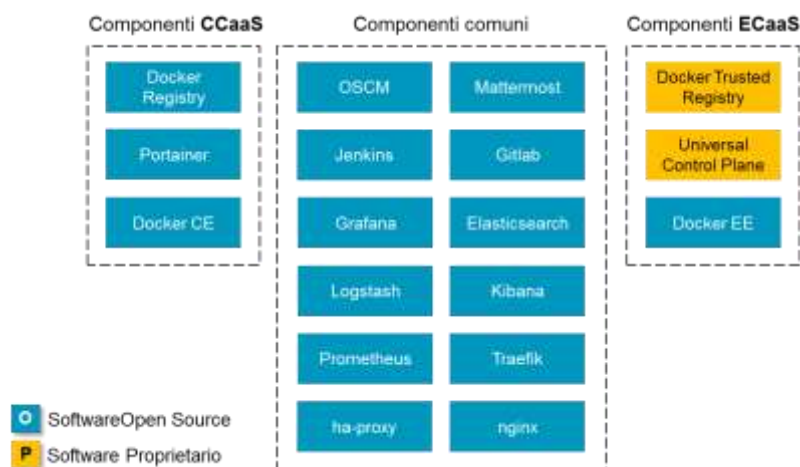 Componenti CCaaS
Componenti comuni
Componenti ECaaS
Docker
Registry
Portainer
Docker CE
OSCM
Mattermost
Jenkins
Gitlab
Grafana
Elasticsearch
Logstash
Kibana
Prometheus
Traefik
ha-proxy
nginx
Docker Trusted
Registry
Universal
Control Plane
Docker EE
O SoftwareOpen Source
P Software Proprietario